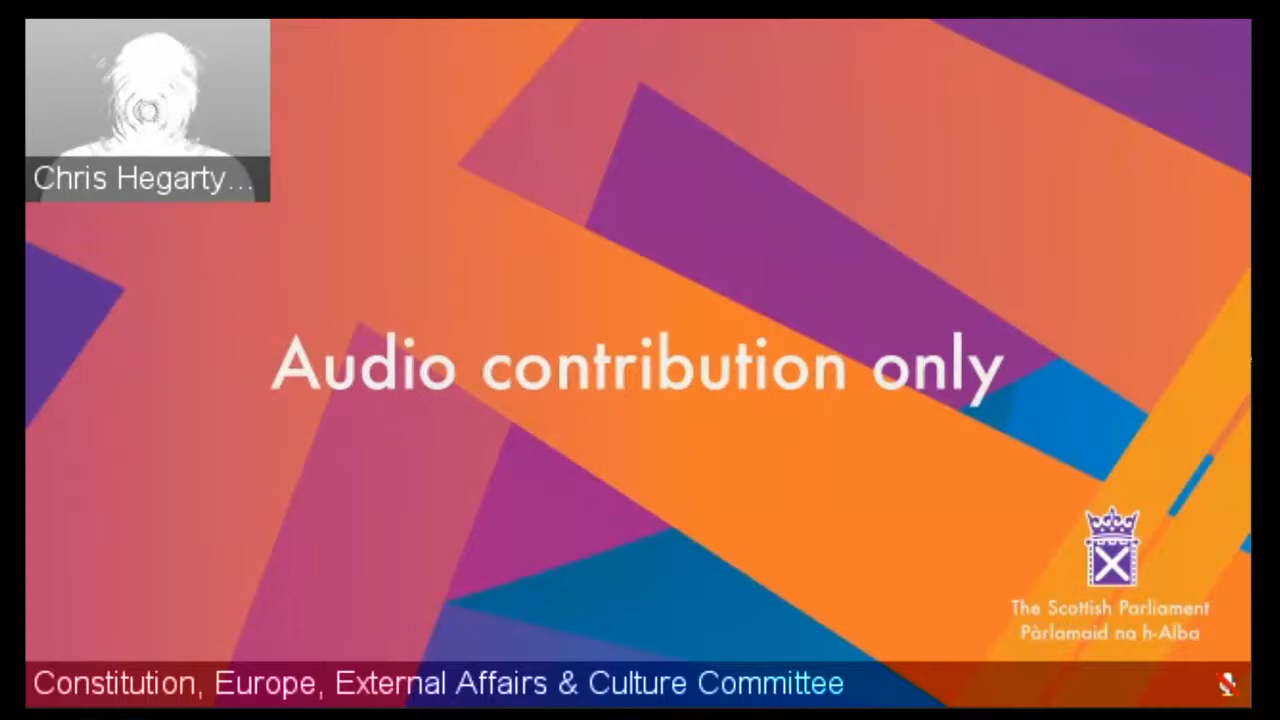 Chris Hegarty...
Audio contribution only
The Scottish Parliament
Pàrlamaid na h-Alba
Constitution, Europe, External Affairs & Culture Committee